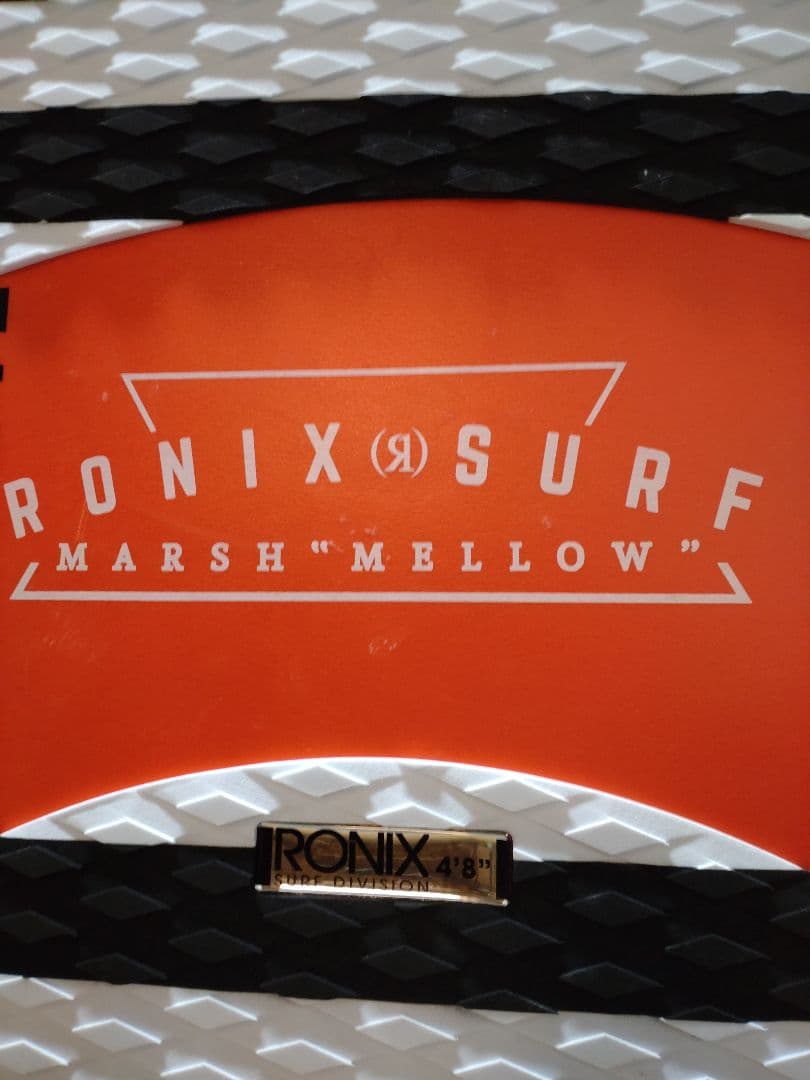 RONIX (Я) SURF
MARSH “MELLOW”
RONIX 4'8”
SURF DIVISION